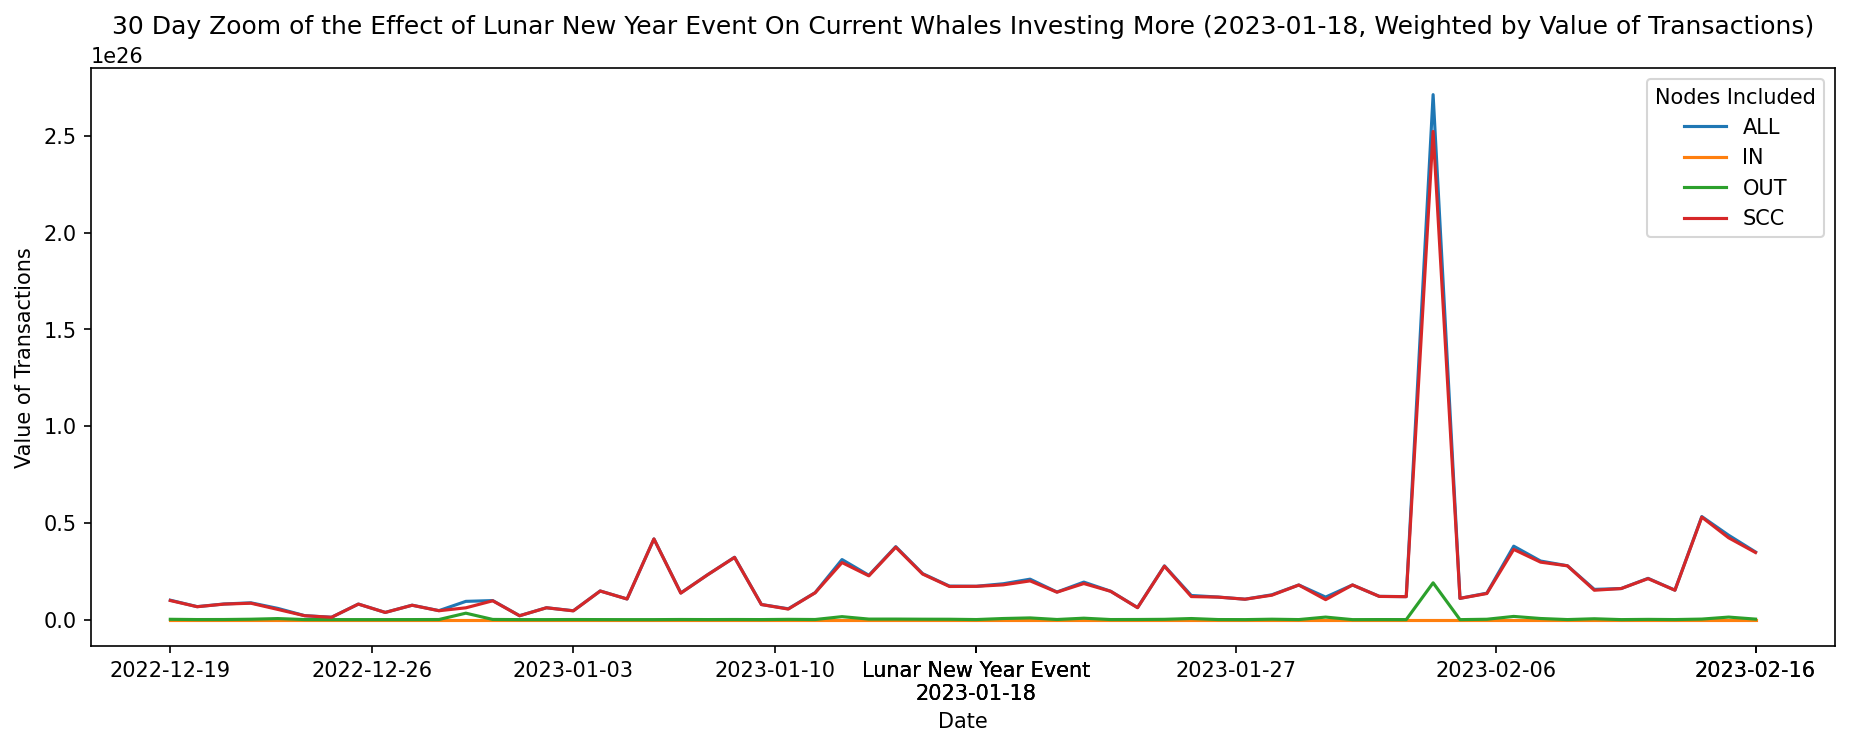 30 Day Zoom of the Effect of Lunar New Year Event On Current Whales Investing More (2023-01-18, Weighted by Value of Transactions)
1e26
Nodes Included
ALL
IN
OUT
SCC
2.5
2.0
1.5
1.0
0.5
0.0
Value of Transactions
2022-12-19 2022-12-26 2023-01-03 2023-01-10 Lunar New Year Event 2023-01-27 2023-02-06 2023-02-16
2023-01-18
Date